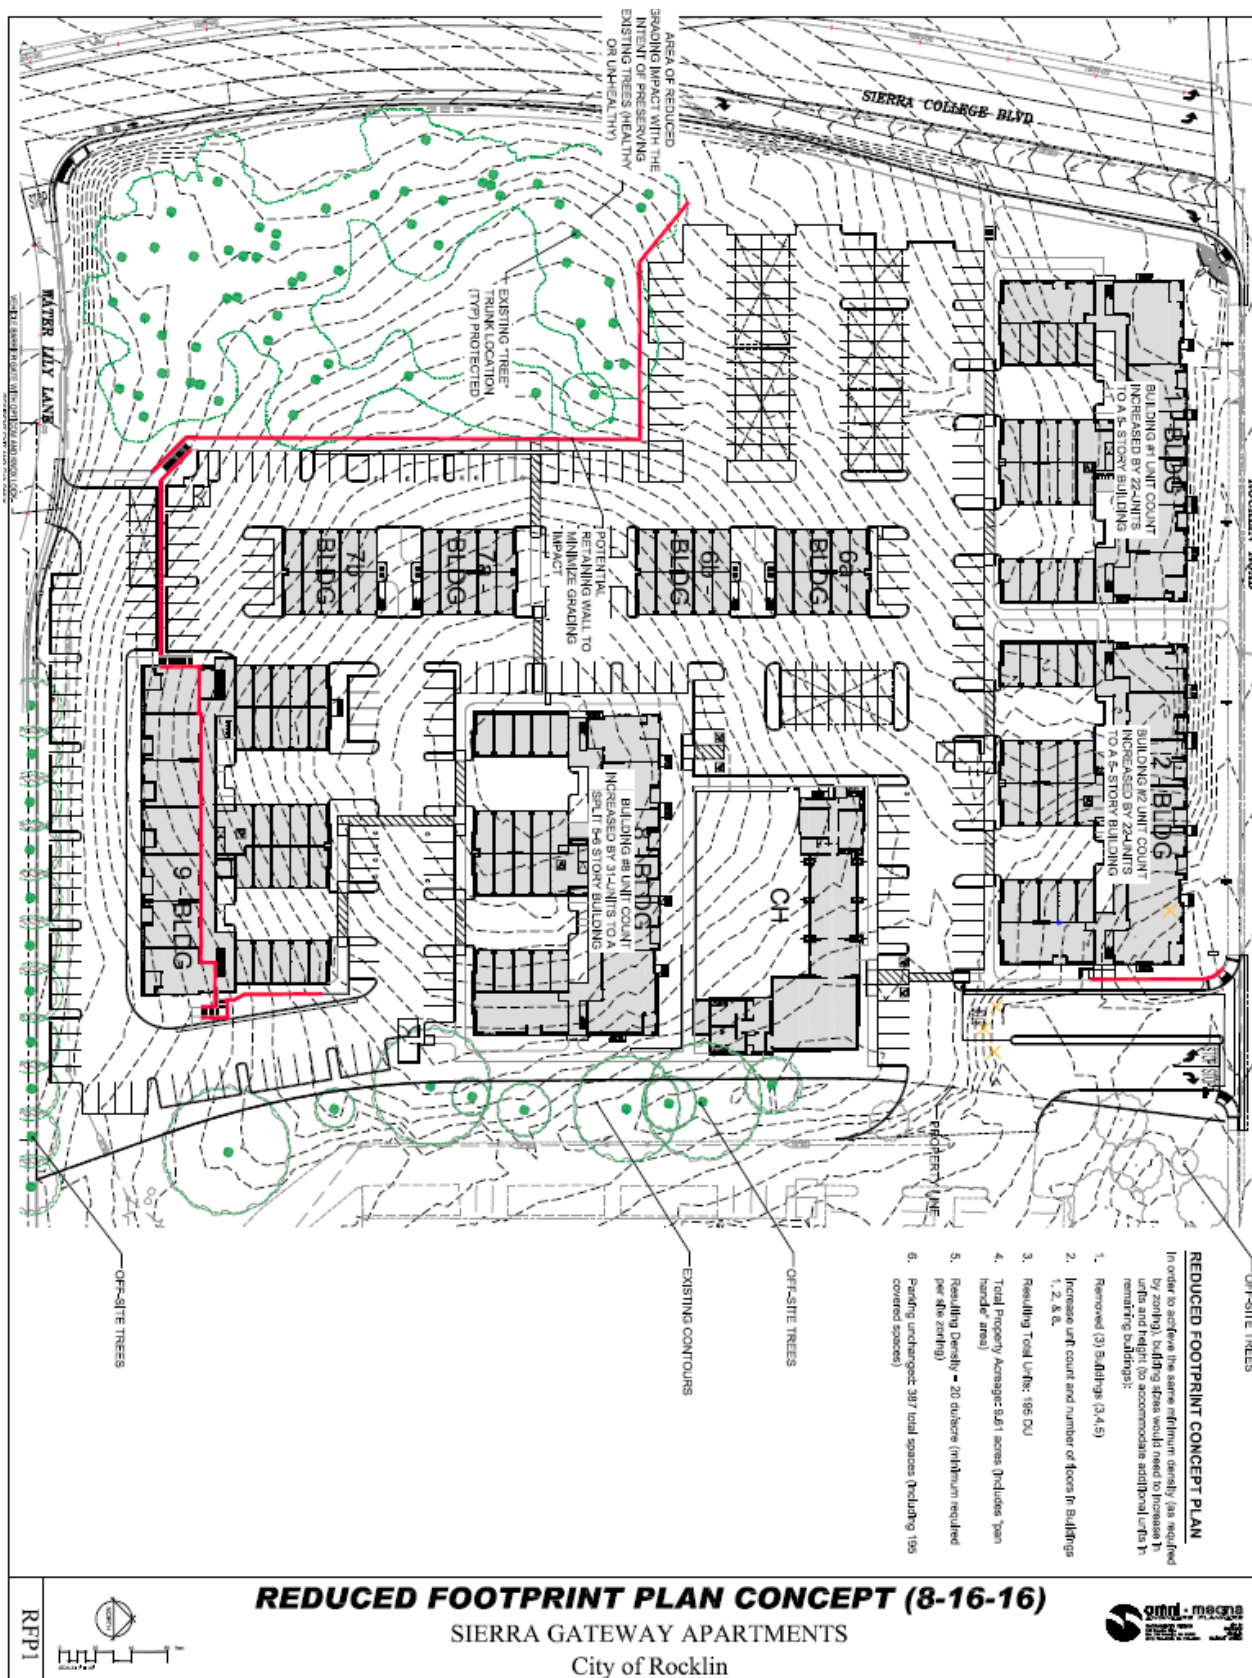 SIERRA COLLEGE BLVD
AREA OF REDUCED
GRADING IMPACT WITH THE
INTENT OF PRESERVING
EXISTING TREES (HEALTHY
OR UNHEALTHY)
EXISTING "TREE"
TRUNK LOCATION
(TYP) PROTECTED
WATER LILY LANE
POTENTIAL
RETAINING WALL TO
MINIMIZE GRADING
IMPACT
1-BLDG
BUILDING #1 UNIT COUNT
INCREASED BY 22-UNITS
TO A 5-STORY BUILDING
2-BLDG
BUILDING #2 UNIT COUNT
INCREASED BY 22-UNITS
TO A 5-STORY BUILDING
6a-
BLDG
6b-
BLDG
7a-
BLDG
7b-
BLDG
8-BLDG
BUILDING #8 UNIT COUNT
INCREASED BY 31-UNITS TO A
SPLIT 5-6 STORY BUILDING
9-BLDG
CH
PROPERTY LINE
STOP
OFF-SITE TREES
OFF-SITE TREES
EXISTING CONTOURS
OFF-SITE TREES
REDUCED FOOTPRINT CONCEPT PLAN
In order to achieve the same minimum density (as required
by zoning), building sizes would need to increase in
units and height (to accommodate additional units in
remaining buildings):
1. Removed (3) Buildings (3,4,5)
2. Increase unit count and number of floors in Buildings
1, 2, & 8.
3. Resulting Total Units: 195 DU
4. Total Property Acreage: 9.61 acres (includes "pan
handle" area)
5. Resulting Density = 20 du/acre (minimum required
per site zoning)
6. Parking unchanged: 387 total spaces (including 195
covered spaces)
REDUCED FOOTPRINT PLAN CONCEPT (8-16-16)
SIERRA GATEWAY APARTMENTS
City of Rocklin
RFP1
NORTH
omni · means